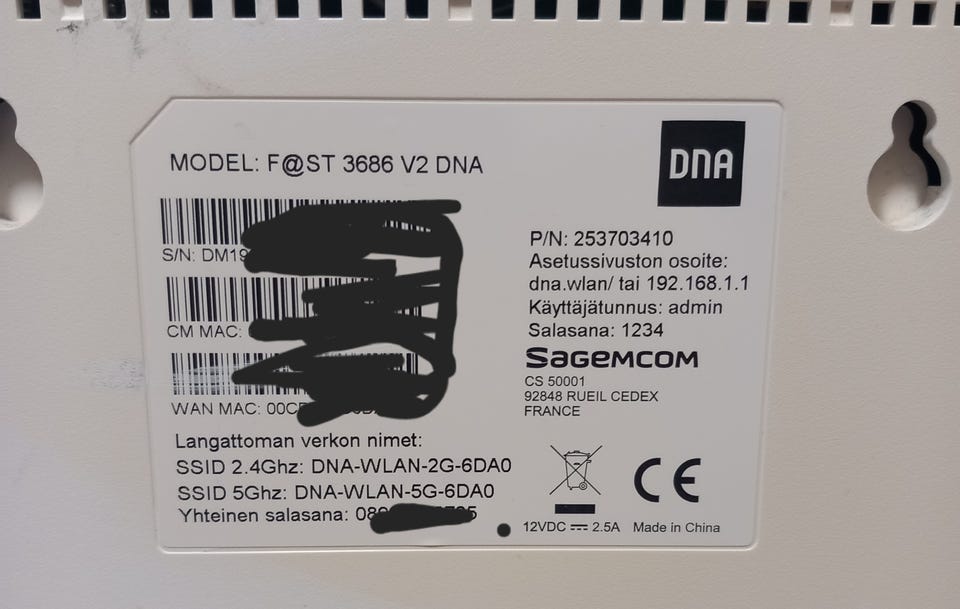 MODEL: F@ST 3686 V2 DNA
DNA
S/N: DM19
CM MAC:
WAN MAC:
Langattoman verkon nimet:
SSID 2.4Ghz: DNA-WLAN-2G-6DA0
SSID 5Ghz: DNA-WLAN-5G-6DA0
Yhteinen salasana:
P/N: 253703410
Asetussivuston osoite:
dna.wlan/ tai 192.168.1.1
Käyttäjätunnus: admin
Salasana: 1234
SAGEMCOM
CS 50001
92848 RUEIL CEDEX
FRANCE
CE
12VDC ⎓ 2.5A Made in China